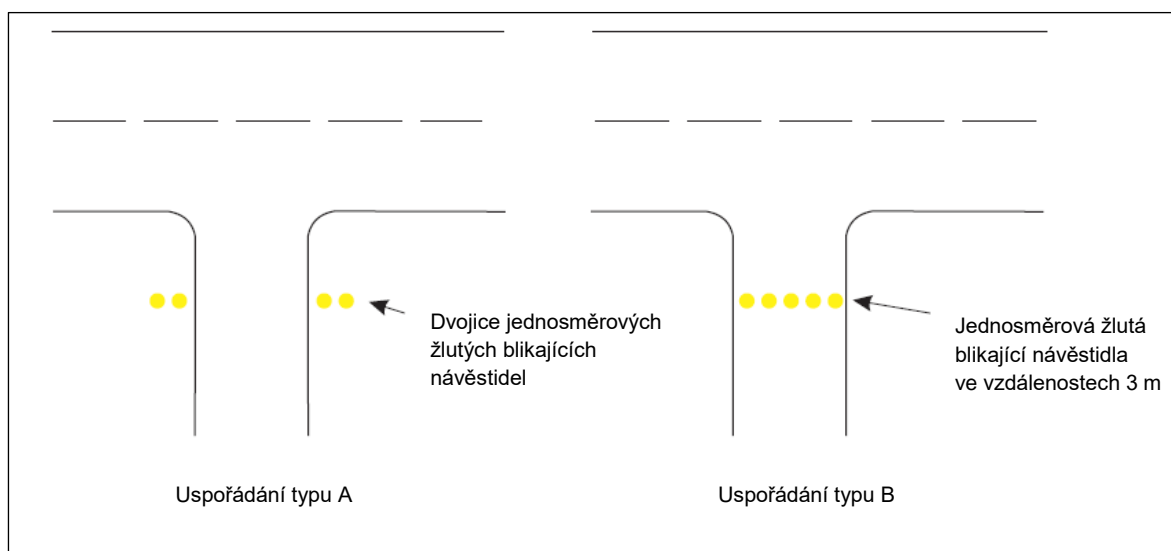 Dvojice jednosměrových
žlutých blikajících
návěstidel
Jednosměrová žlutá
blikající návěstidla
ve vzdálenostech 3 m
Uspořádání typu A
Uspořádání typu B